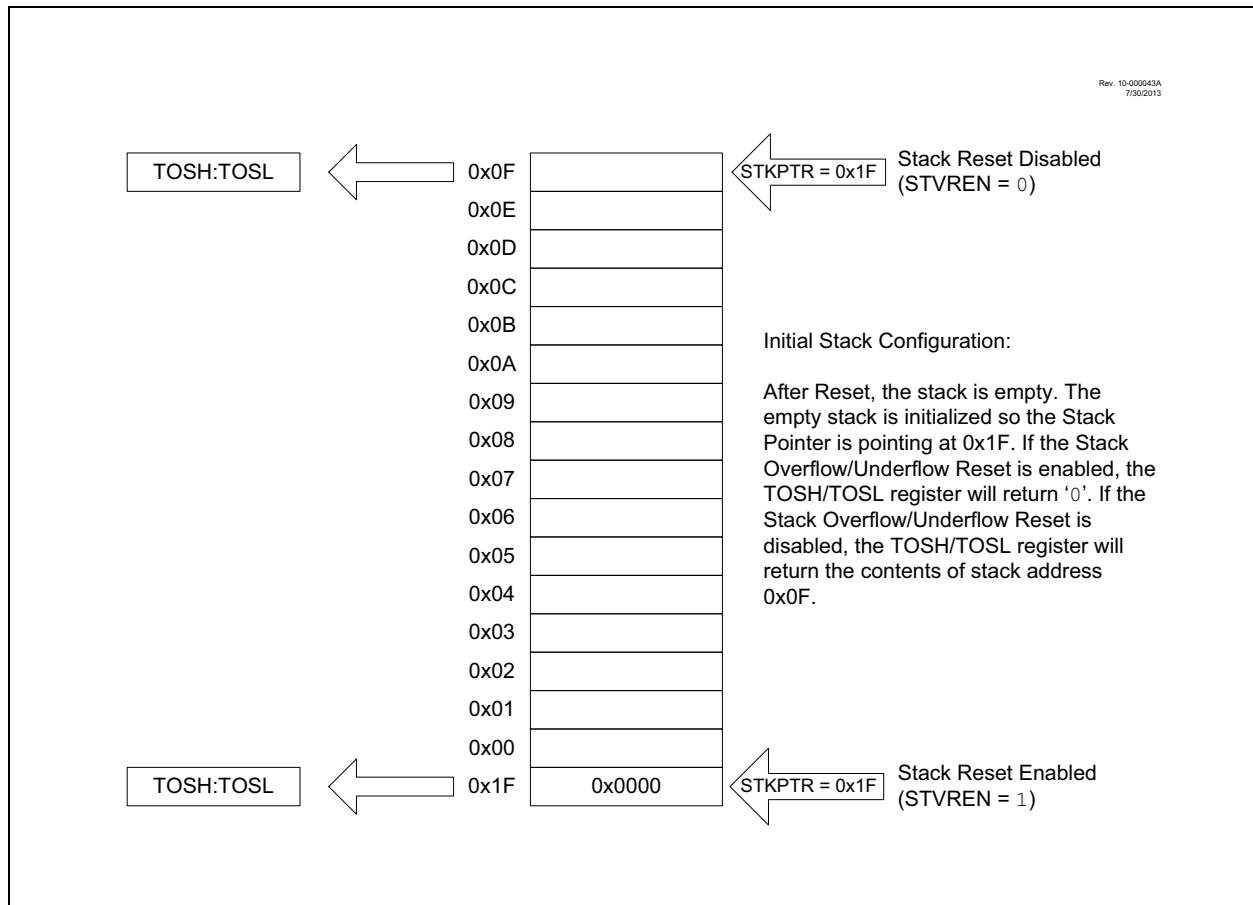 Rev. 10-000043A
7/30/2013
TOSH:TOSL
0x0F
STKPTR = 0x1F
Stack Reset Disabled
(STVREN = 0)
0x0E
0x0D
0x0C
0x0B
0x0A
0x09
0x08
0x07
0x06
0x05
0x04
0x03
0x02
0x01
0x00
Initial Stack Configuration:
After Reset, the stack is empty. The
empty stack is initialized so the Stack
Pointer is pointing at 0x1F. If the Stack
Overflow/Underflow Reset is enabled, the
TOSH/TOSL register will return ‘0’. If the
Stack Overflow/Underflow Reset is
disabled, the TOSH/TOSL register will
return the contents of stack address
0x0F.
TOSH:TOSL
0x1F
0x0000
STKPTR = 0x1F
Stack Reset Enabled
(STVREN = 1)